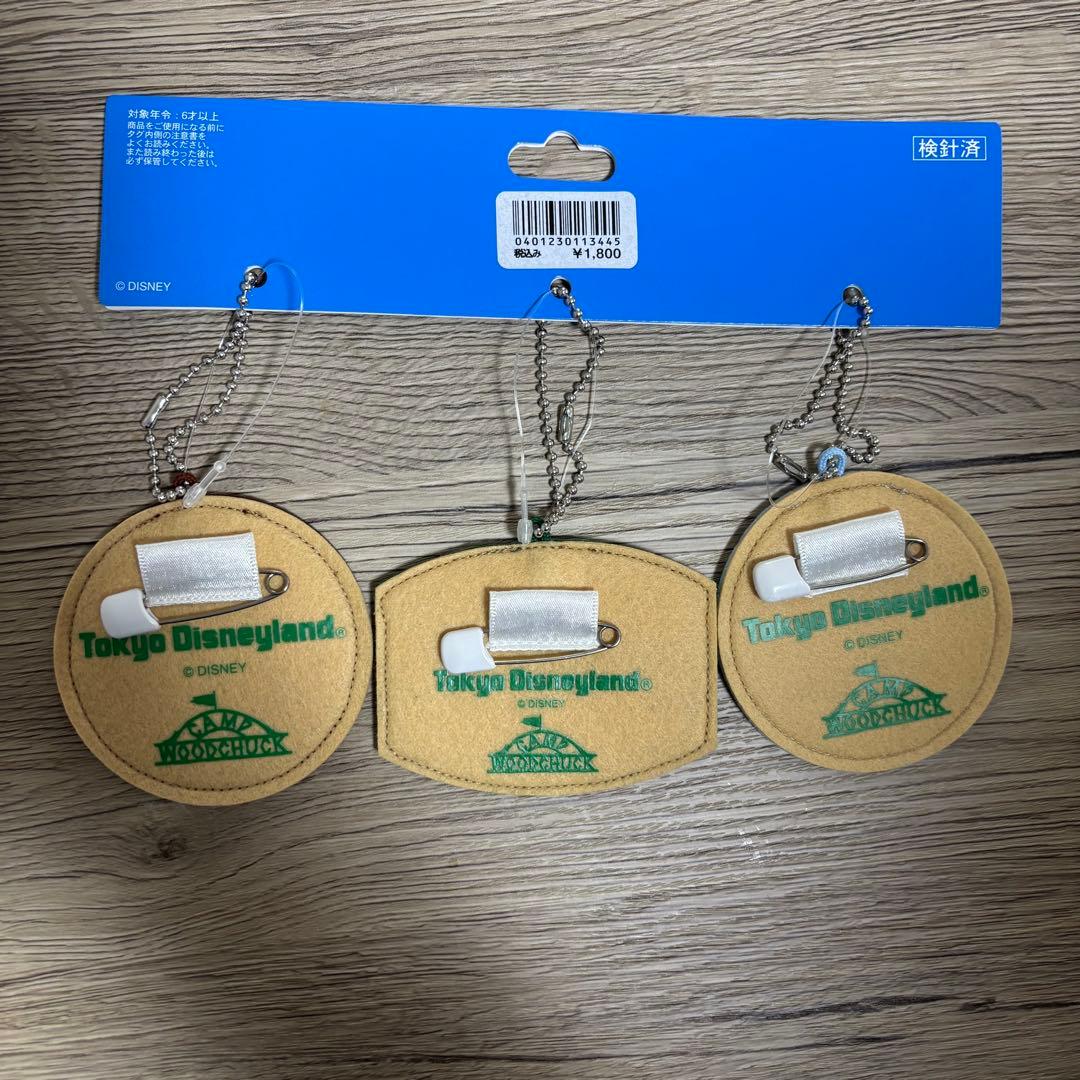 対象年令：6才以上
商品をご使用になる前に
タグ内側の注意書を
よくお読みください。
また読み終わった後は
必ず保管してください。
検針済
0401230113445
税込み ¥1,800
© DISNEY
Tokyo Disneyland®
© DISNEY
CAMP
WOODCHUCK
Tokyo Disneyland®
© DISNEY
CAMP
WOODCHUCK
Tokyo Disneyland®
© DISNEY
CAMP
WOODCHUCK